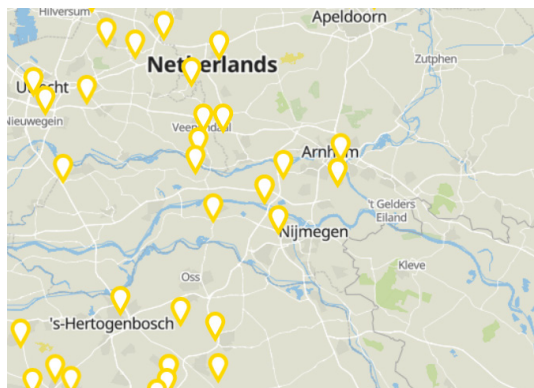 Hilversum
Apeldoorn
Netherlands
Zutphen
Utrecht
Nieuwegein
Veenendaal
Arnhem
't Gelders
Eiland
Nijmegen
Kleve
Oss
's-Hertogenbosch